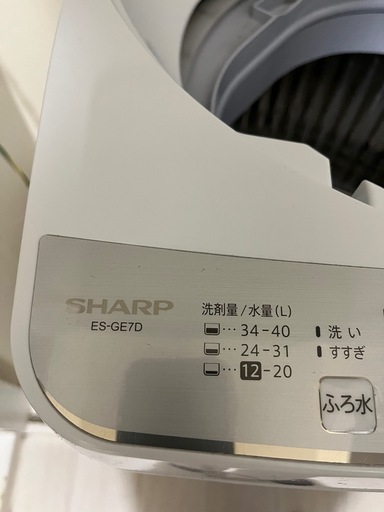 SHARP
ES-GE7D
洗剤量/水量(L)
…34-40
…24-31
…12-20
洗い
すすぎ
ふろ水